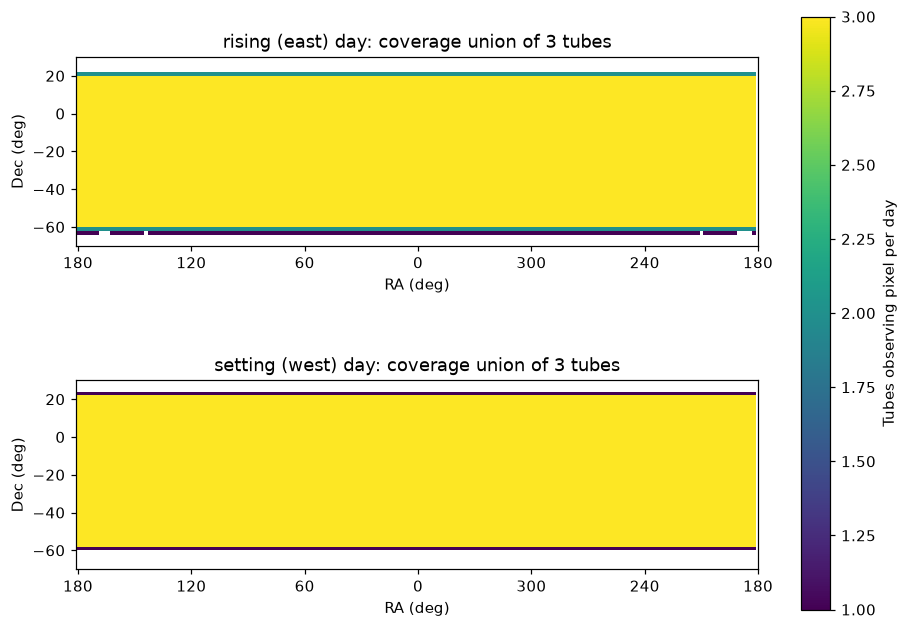 rising (east) day: coverage union of 3 tubes
20
0
−20
−40
−60
Dec (deg)
180 120 60 0 300 240 180
RA (deg)
setting (west) day: coverage union of 3 tubes
20
0
−20
−40
−60
Dec (deg)
180 120 60 0 300 240 180
RA (deg)
3.00
2.75
2.50
2.25
2.00
1.75
1.50
1.25
1.00
Tubes observing pixel per day